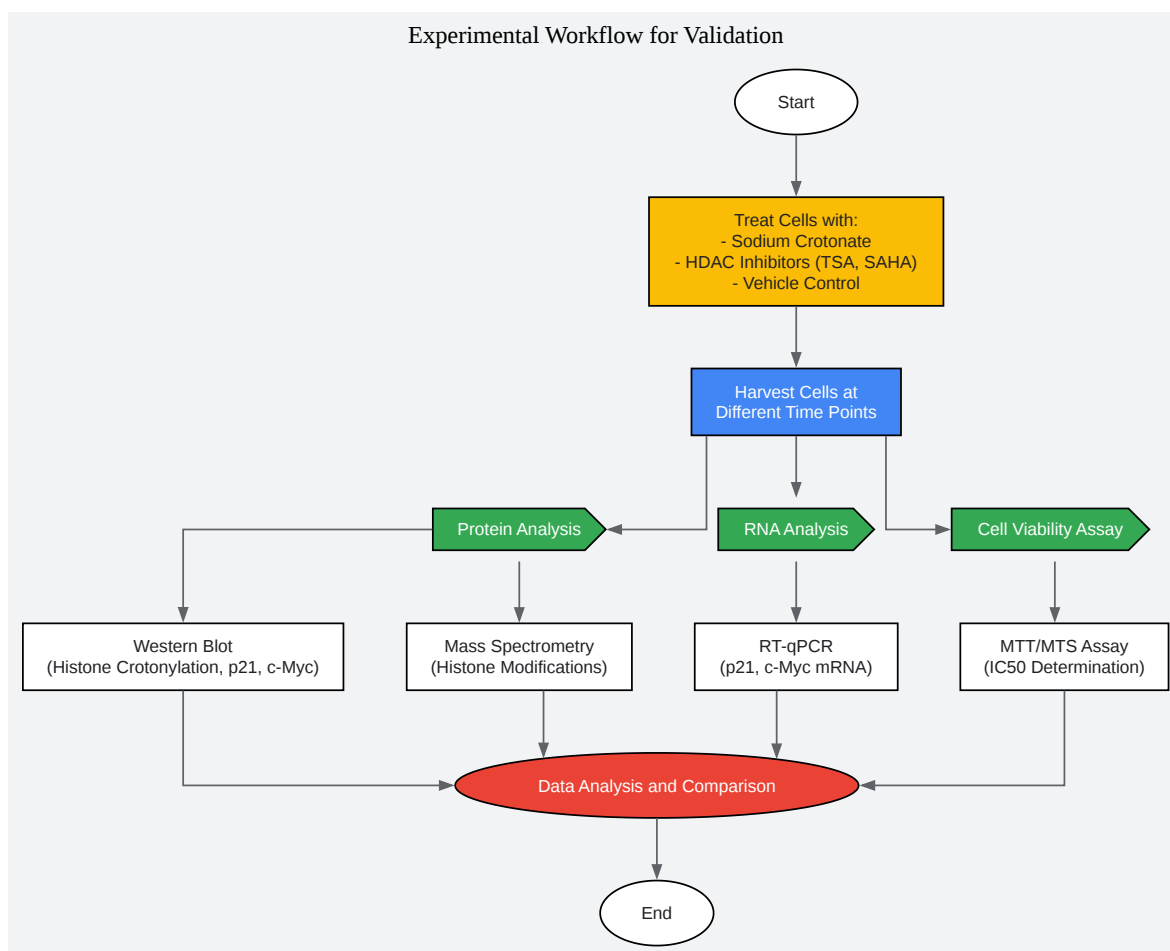 Experimental Workflow for Validation
Start
Treat Cells with:
- Sodium Crotonate
- HDAC Inhibitors (TSA, SAHA)
- Vehicle Control
Harvest Cells at
Different Time Points
Protein Analysis
RNA Analysis
Cell Viability Assay
Western Blot
(Histone Crotonylation, p21, c-Myc)
Mass Spectrometry
(Histone Modifications)
RT-qPCR
(p21, c-Myc mRNA)
MTT/MTS Assay
(IC50 Determination)
Data Analysis and Comparison
End